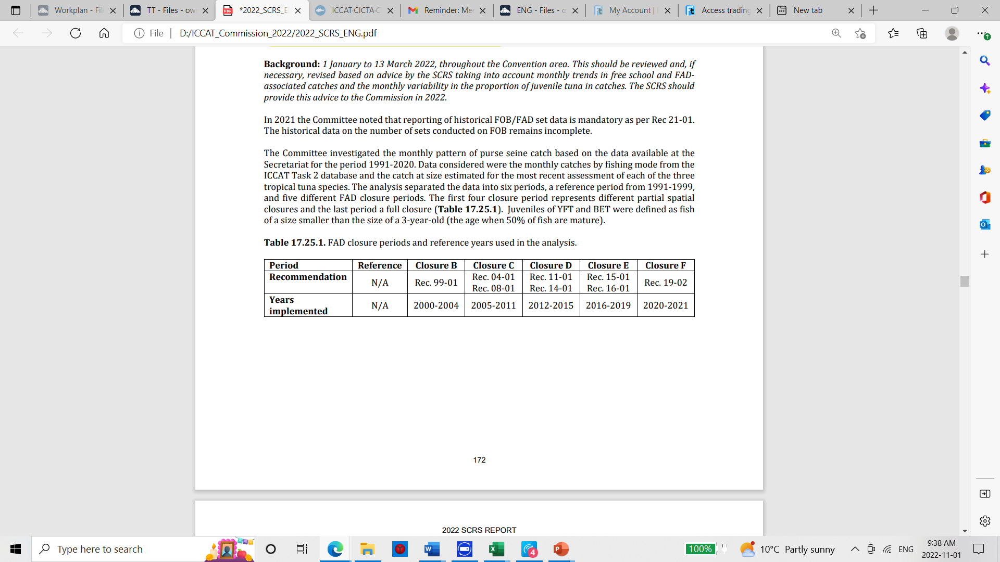 Workplan - Fil
TT - Files - ow
*2022_SCRS_E
ICCAT·CICTA·C
Reminder: Me
ENG - Files - o
My Account |
Access trading
New tab
File
D:/ICCAT_Commission_2022/2022_SCRS_ENG.pdf
Background: 1 January to 13 March 2022, throughout the Convention area. This should be reviewed and, if
necessary, revised based on advice by the SCRS taking into account monthly trends in free school and FAD-
associated catches and the monthly variability in the proportion of juvenile tuna in catches. The SCRS should
provide this advice to the Commission in 2022.
In 2021 the Committee noted that reporting of historical FOB/FAD set data is mandatory as per Rec 21-01.
The historical data on the number of sets conducted on FOB remains incomplete.
The Committee investigated the monthly pattern of purse seine catch based on the data available at the
Secretariat for the period 1991-2020. Data considered were the monthly catches by fishing mode from the
ICCAT Task 2 database and the catch at size estimated for the most recent assessment of each of the three
tropical tuna species. The analysis separated the data into six periods, a reference period from 1991-1999,
and five different FAD closure periods. The first four closure period represents different partial spatial
closures and the last period a full closure (Table 17.25.1). Juveniles of YFT and BET were defined as fish
of a size smaller than the size of a 3-year-old (the age when 50% of fish are mature).
Table 17.25.1. FAD closure periods and reference years used in the analysis.
Period Reference Closure B Closure C Closure D Closure E Closure F
Recommendation N/A Rec. 99-01 Rec. 04-01 Rec. 11-01 Rec. 15-01 Rec. 19-02
Rec. 08-01 Rec. 14-01 Rec. 16-01
Years N/A 2000-2004 2005-2011 2012-2015 2016-2019 2020-2021
implemented
172
2022 SCRS REPORT
Type here to search
4
100%
10°C Partly sunny
ENG
9:38 AM
2022-11-01